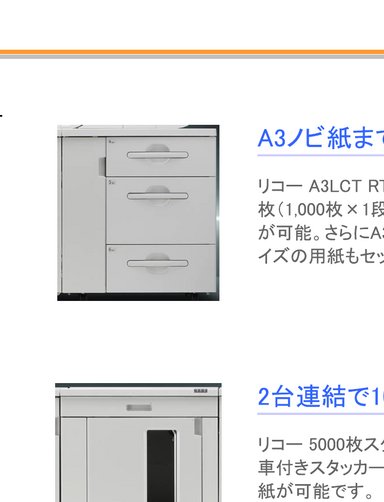 A3ノビ紙まで
リコー A3LCT RT
枚（1,000枚×1段
が可能。さらにA3
イズの用紙もセッ
2台連結で10
リコー 5000枚スタ
車付きスタッカー
紙が可能です。